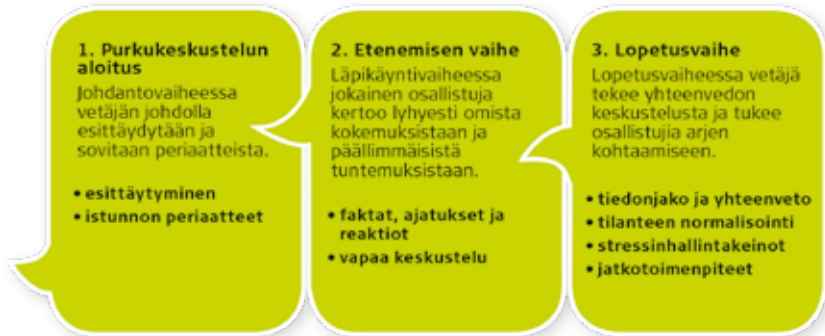 1. Purkukeskustelun
aloitus
Johdantovaiheessa
vetäjän johdolla
esittäydytään ja
sovitaan periaatteista.
• esittäytyminen
• istunnon periaatteet
2. Etenemisen vaihe
Läpikäyntivaiheessa
jokainen osallistuja
kertoo lyhyesti omista
kokemuksistaan ja
päällimmäisistä
tuntemuksistaan.
• faktat, ajatukset ja
reaktiot
• vapaa keskustelu
3. Lopetusvaihe
Lopetusvaiheessa vetäjä
tekee yhteenvedon
keskustelusta ja tukee
osallistujia arjen
kohtaamiseen.
• tiedonjako ja yhteenveto
• tilanteen normalisointi
• stressinhallintakeinot
• jatkotoimenpiteet